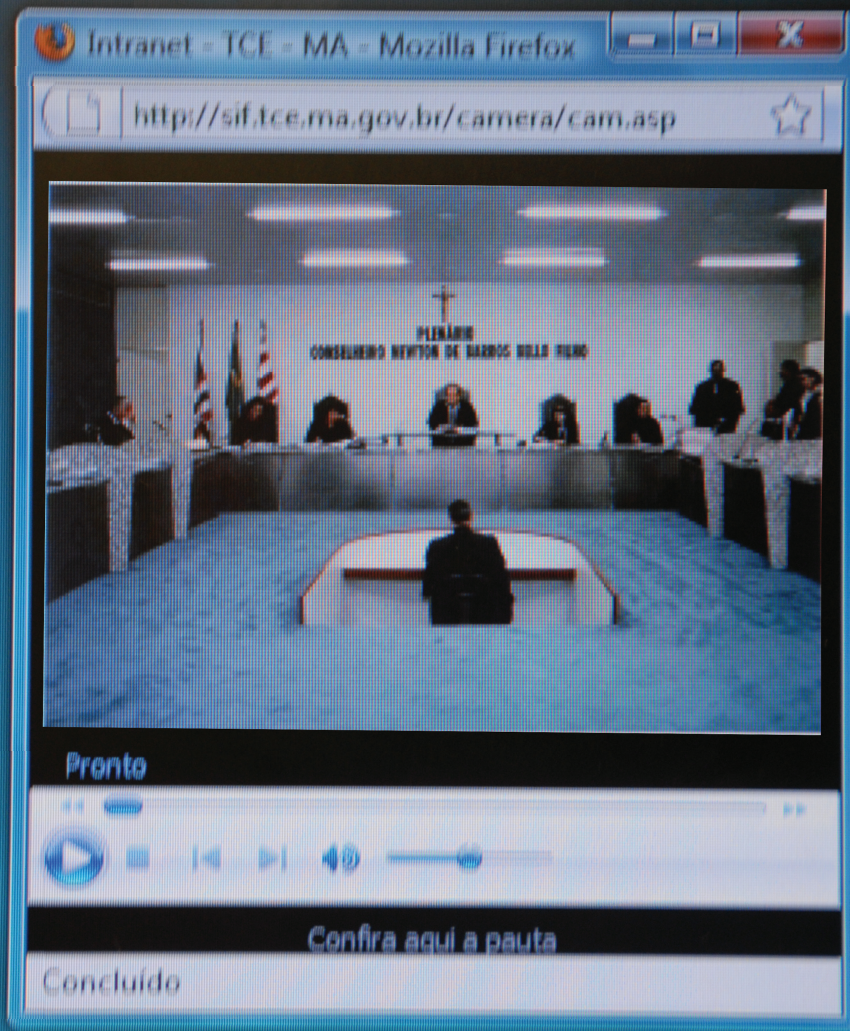 Intranet - TCE - MA - Mozilla Firefox
http://sif.tce.ma.gov.br/camera/cam.asp
PLENÁRIO
CONSELHEIRO NEWTON DE BARROS BELLO FILHO
Pronto
Confira aqui a pauta
Concluído